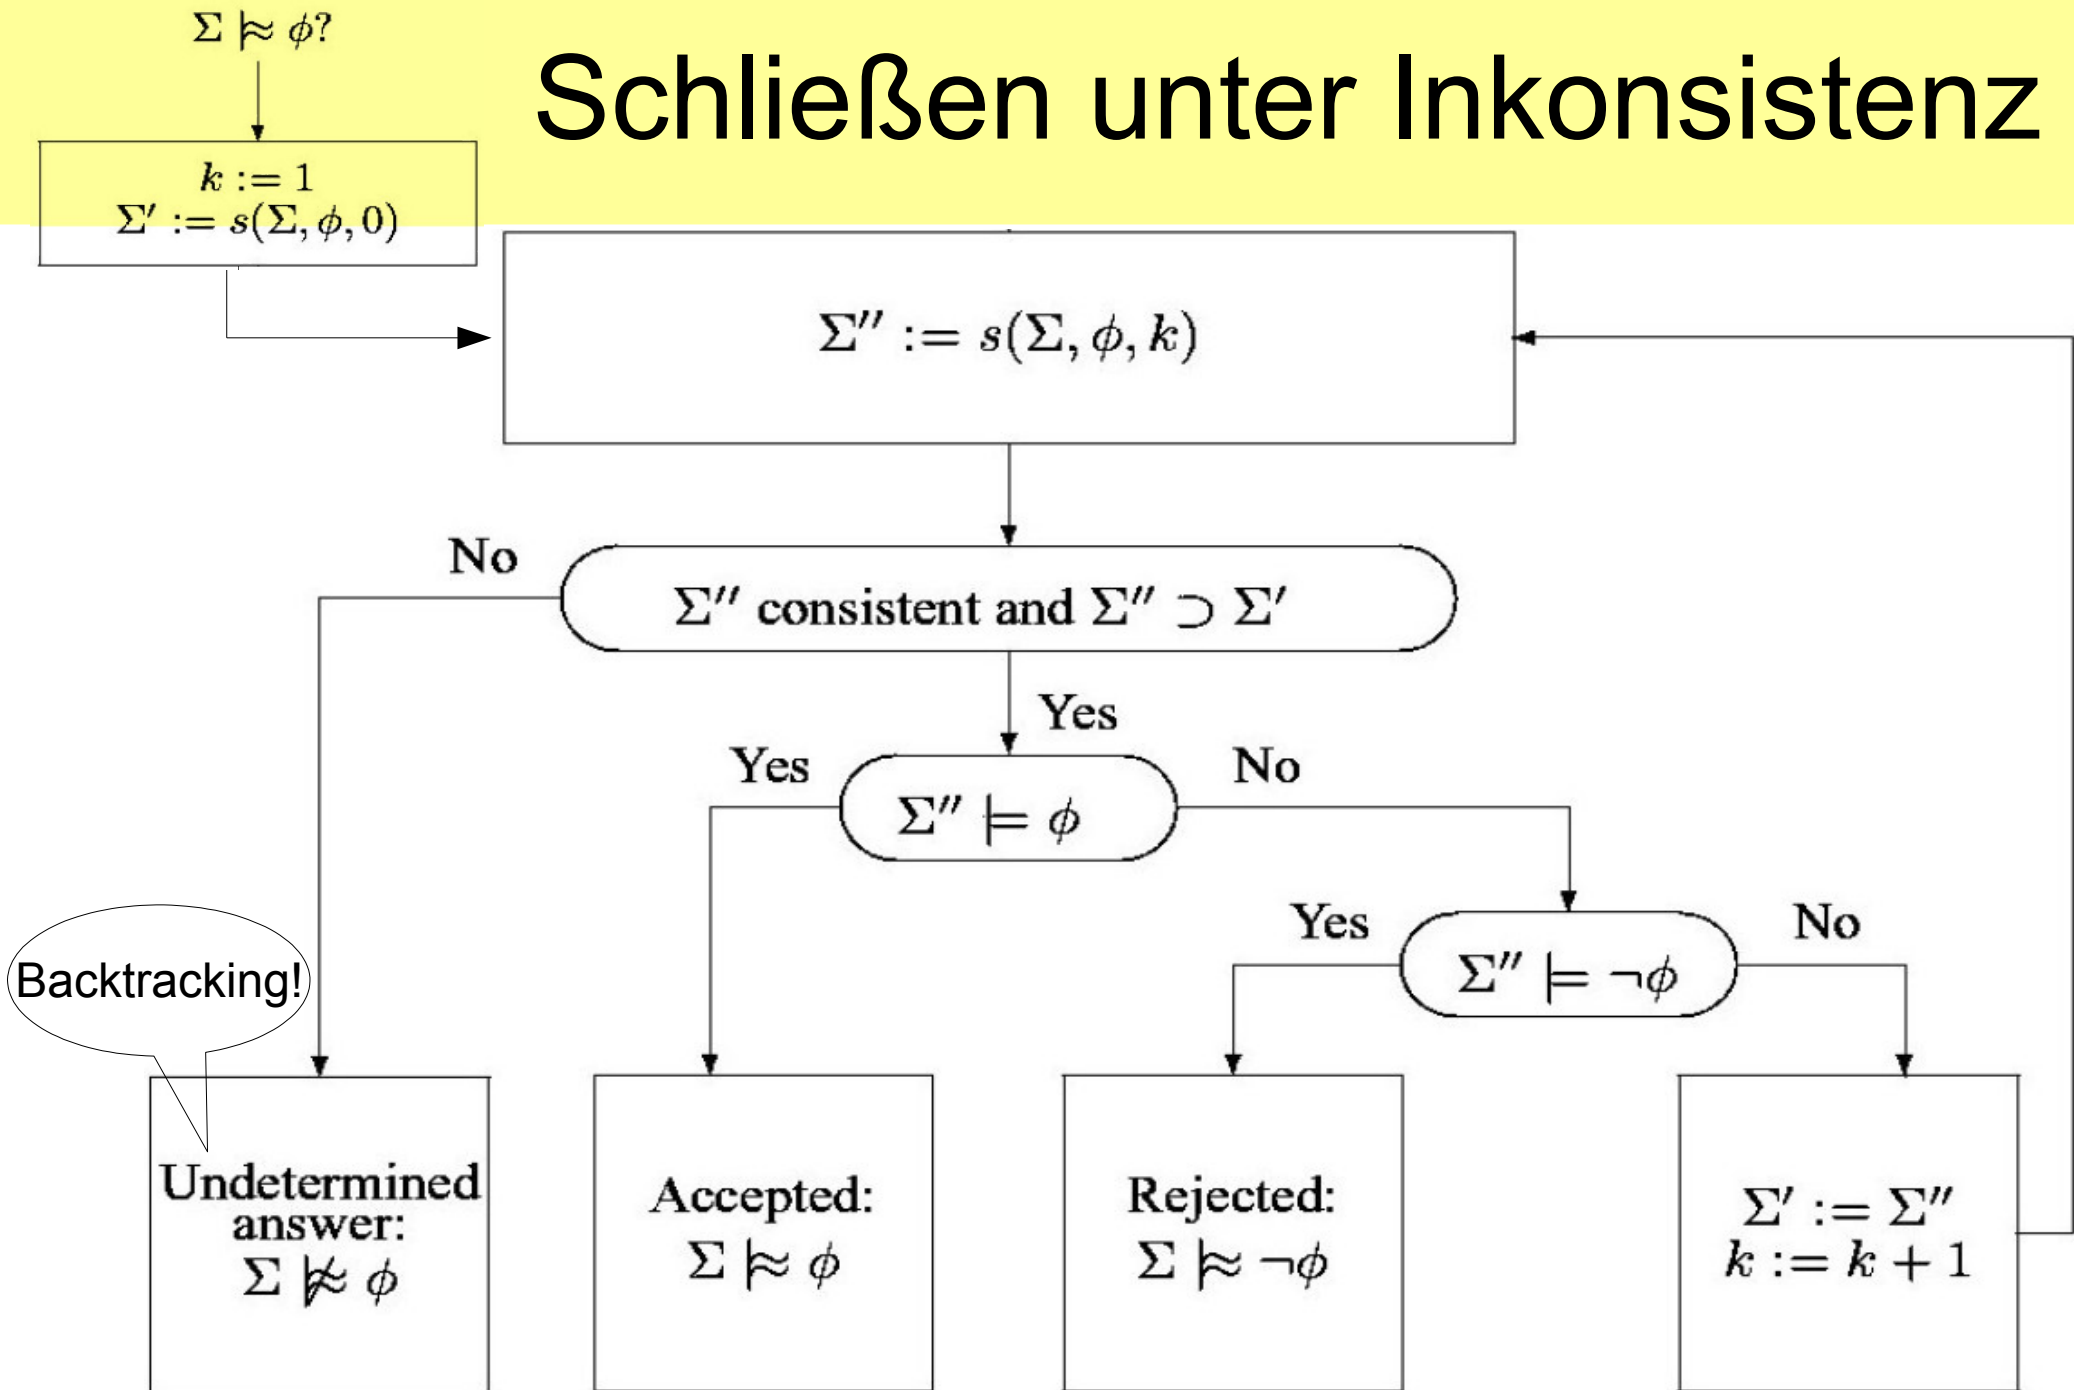 Σ |≈ ϕ?
Schließen unter Inkonsistenz
k := 1
Σ′ := s(Σ, ϕ, 0)
Σ″ := s(Σ, ϕ, k)
No
Σ″ consistent and Σ″ ⊃ Σ′
Yes
Yes
No
Σ″ |= ϕ
Yes
No
Σ″ |= ¬ϕ
Backtracking!
Undetermined
answer:
Σ |≉ ϕ
Accepted:
Σ |≈ ϕ
Rejected:
Σ |≈ ¬ϕ
Σ′ := Σ″
k := k + 1